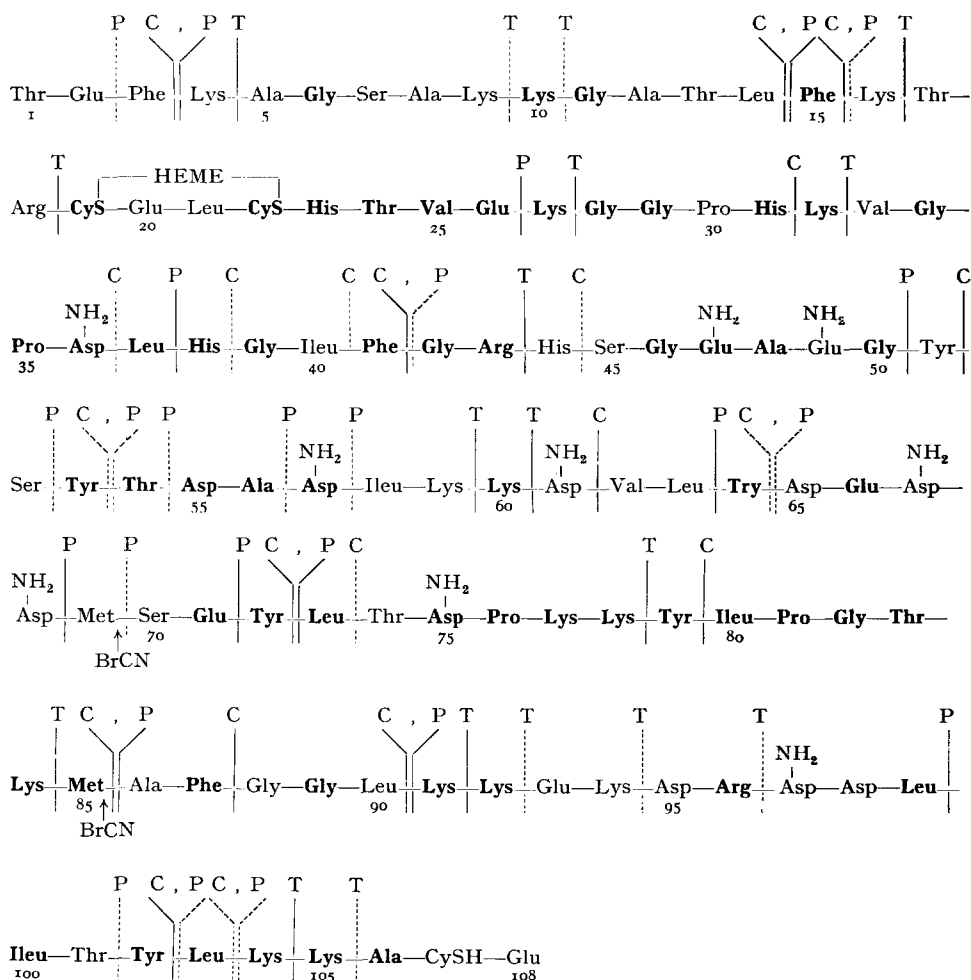 P C , P T T T C , P C , P T
Thr—Glu—Phe—Lys—Ala—Gly—Ser—Ala—Lys—Lys—Gly—Ala—Thr—Leu—Phe—Lys—Thr—
1 5 10 15
T HEME P T C T
Arg—CyS—Glu—Leu—CyS—His—Thr—Val—Glu—Lys—Gly—Gly—Pro—His—Lys—Val—Gly—
20 25 30
C P C C C , P T C P C
NH2 NH2 NH2
Pro—Asp—Leu—His—Gly—Ileu—Phe—Gly—Arg—His—Ser—Gly—Glu—Ala—Glu—Gly—Tyr—
35 40 45 50
P C , P P P P T T C P C , P
NH2 NH2 NH2
Ser—Tyr—Thr—Asp—Ala—Asp—Ileu—Lys—Lys—Asp—Val—Leu—Try—Asp—Glu—Asp—
55 60 65
P P P C , P C T C
NH2 NH2
Asp—Met—Ser—Glu—Tyr—Leu—Thr—Asp—Pro—Lys—Lys—Tyr—Ileu—Pro—Gly—Thr—
70 75 80
BrCN
T C , P C C , P T T T T P
NH2
Lys—Met—Ala—Phe—Gly—Gly—Leu—Lys—Lys—Glu—Lys—Asp—Arg—Asp—Asp—Leu—
85 90 95
BrCN
P C , P C , P T T
Ileu—Thr—Tyr—Leu—Lys—Lys—Ala—CySH—Glu
100 105 108